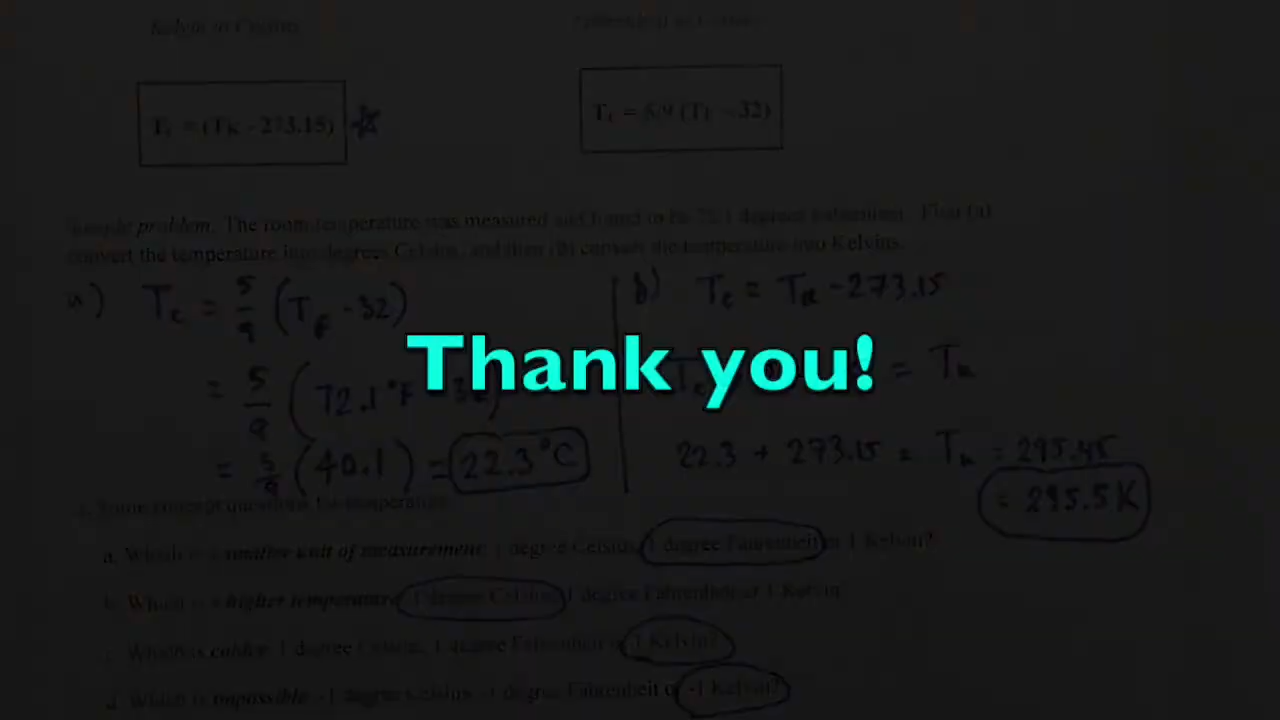 Kelvin to Celsius
T = (TK - 273.15)
= 5/9 (T - 32)
Sample problem. The room temperature was measured and found to be 72.1 degrees Fahrenheit. First (a)
convert the temperature into degrees Celsius, and then (B) convert the temperature into Kelvins.
a) Tc = 5/9 (TF - 32)
= 5/9 (72.1°F - 32)
= 5/9 (40.1) = 22.3°C
b) Tc = TK - 273.15
Tc = TK
22.3 + 273.15 = TK = 295.45
= 295.5 K
Thank you!
Some concept questions for temperature
a. Which is a smaller unit of measurement: 1 degree Celsius, 1 degree Fahrenheit or 1 Kelvin?
b. Which is a higher temperature: 1 degree Celsius, 1 degree Fahrenheit or 1 Kelvin
c. Which is colder: 1 degree Celsius, 1 degree Fahrenheit or 1 Kelvin?
d. Which is impossible: -1 degree Celsius, -1 degree Fahrenheit or -1 Kelvin?